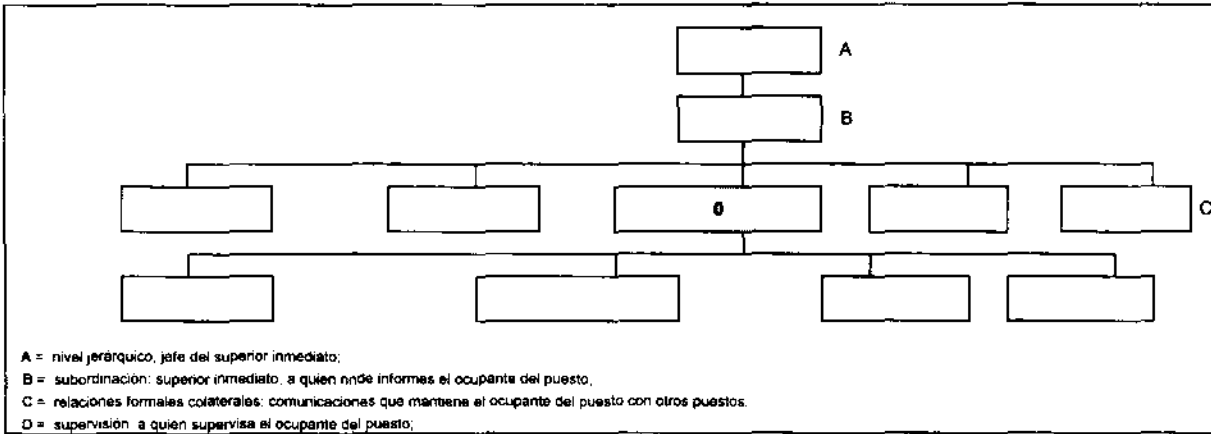 A
B
0
C
A = nivel jerárquico, jefe del superior inmediato;
B = subordinación: superior inmediato, a quien rinde informes el ocupante del puesto,
C = relaciones formales colaterales: comunicaciones que mantiene el ocupante del puesto con otros puestos.
D = supervisión a quien supervisa el ocupante del puesto;